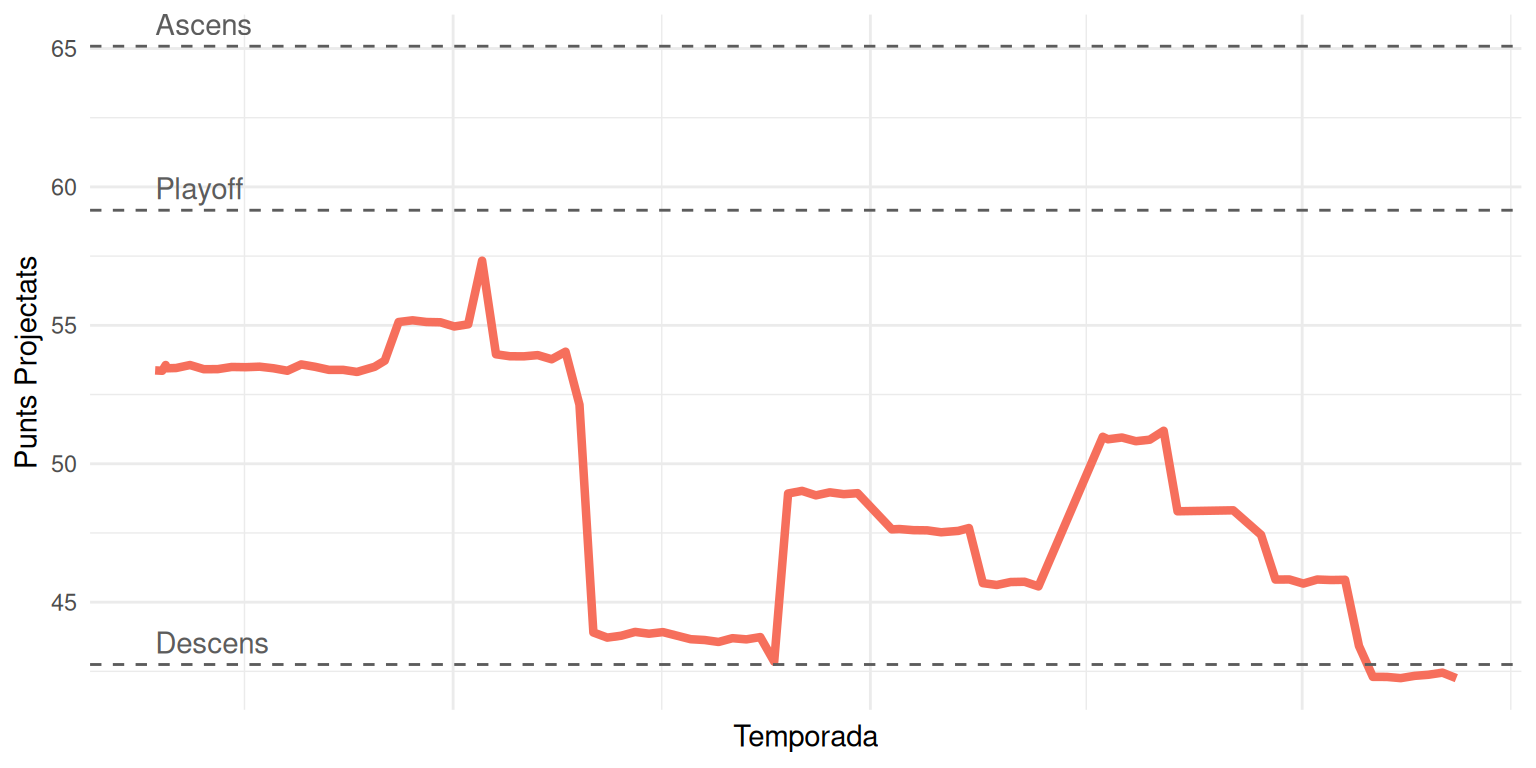 Ascens
65
Playoff
60
55
50
45
Descens
Punts Projectats
Temporada